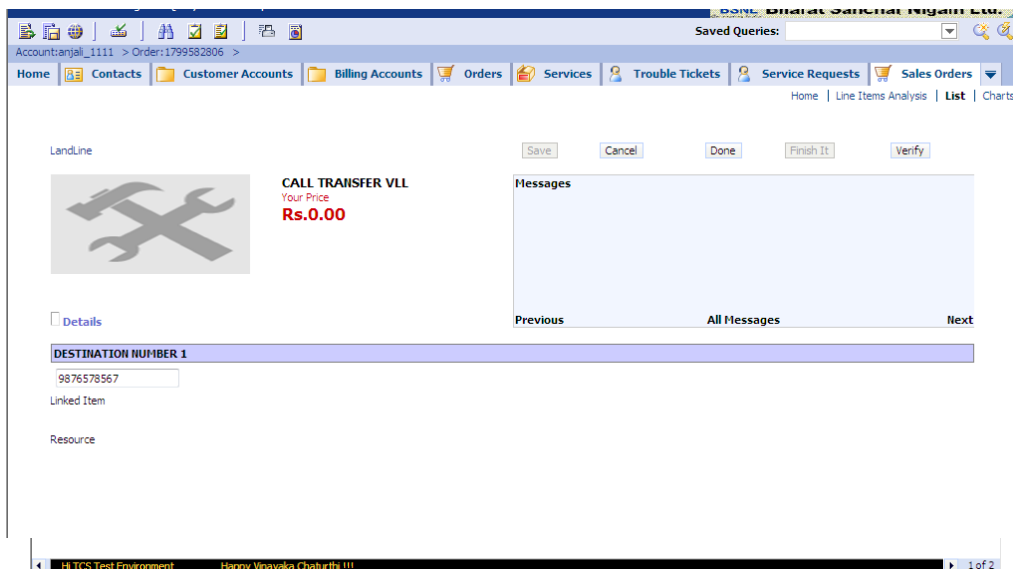 BSNL Bharat Sanchar Nigam Ltd.
Saved Queries:
Account:anjali_1111 > Order:1799582806 >
Home Contacts Customer Accounts Billing Accounts Orders Services Trouble Tickets Service Requests Sales Orders
Home | Line Items Analysis | List | Charts
LandLine Save Cancel Done Finish It Verify
CALL TRANSFER VLL Messages
Your Price
Rs.0.00
Details Previous All Messages Next
DESTINATION NUMBER 1
9876578567
Linked Item
Resource
Hi TCS Test Environment Happy Vinayaka Chaturthi !!! 1 of 2